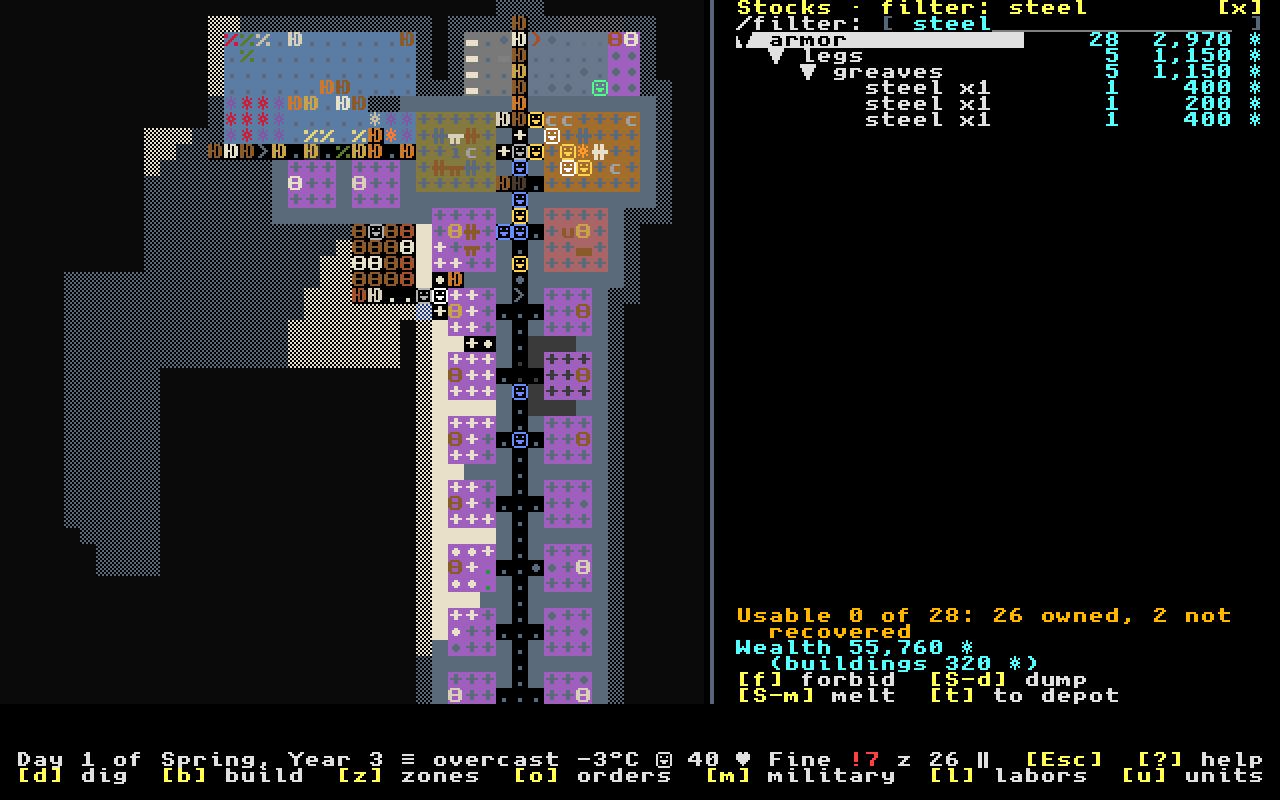 Stocks · filter: steel [x]
/filter: [ steel ]
▼ armor 28 2,970 ☼
▼ legs 5 1,150 ☼
▼ greaves 5 1,150 ☼
steel x1 1 400 ☼
steel x1 1 200 ☼
steel x1 1 400 ☼
Usable 0 of 28: 26 owned, 2 not
recovered
Wealth 55,760 ☼
(buildings 320 ☼)
[f] forbid [S-d] dump
[S-m] melt [t] to depot
Day 1 of Spring, Year 3 ≡ overcast -3°C ☺ 40 ♥ Fine !7 z 26 ‖ [Esc] [?] help
[d] dig [b] build [z] zones [o] orders [m] military [l] labors [u] units